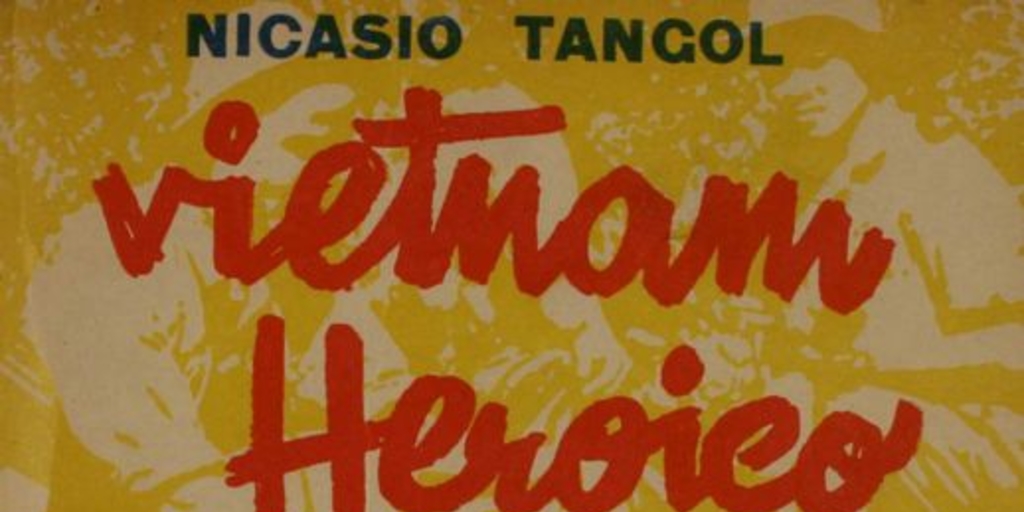 NICASIO TANGOL
vietnam
Heroico